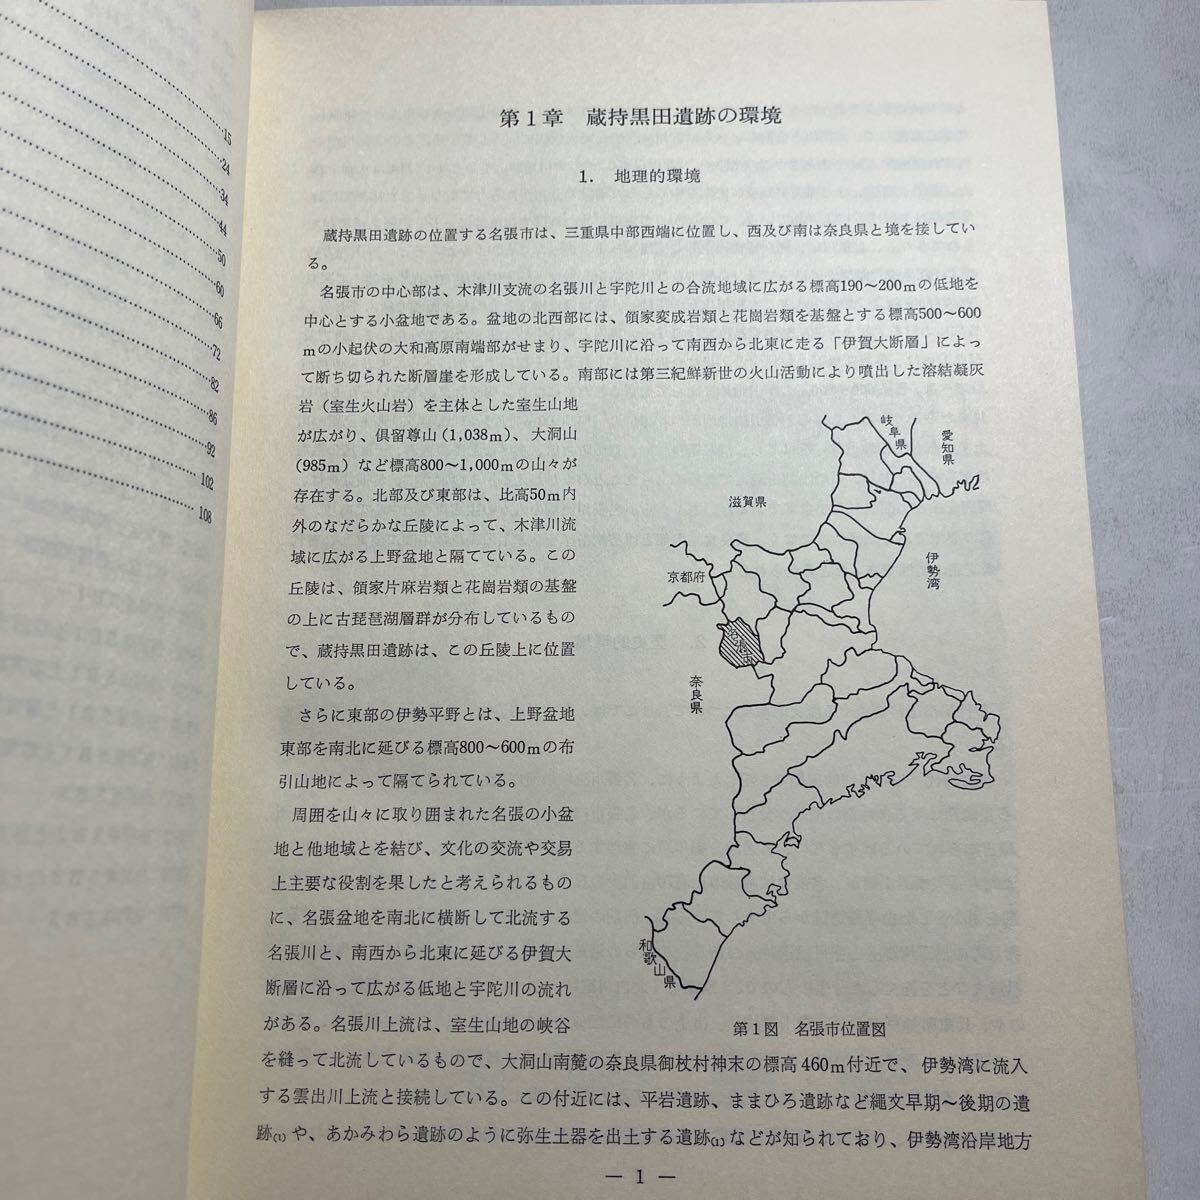 15
24
34
44
50
60
66
72
82
86
92
102
108
第1章　蔵持黒田遺跡の環境
1.　地理的環境
蔵持黒田遺跡の位置する名張市は、三重県中部西端に位置し、西及び南は奈良県と境を接してい
る。
名張市の中心部は、木津川支流の名張川と宇陀川との合流地域に広がる標高190〜200mの低地を
中心とする小盆地である。盆地の北西部には、領家変成岩類と花崗岩類を基盤とする標高500〜600
mの小起伏の大和高原南端部がせまり、宇陀川に沿って南西から北東に走る「伊賀大断層」によっ
て断ち切られた断層崖を形成している。南部には第三紀鮮新世の火山活動により噴出した溶結凝灰
岩（室生火山岩）を主体とした室生山地
が広がり、倶留尊山（1,038m）、大洞山
（985m）など標高800〜1,000mの山々が
存在する。北部及び東部は、比高50m内
外のなだらかな丘陵によって、木津川流
域に広がる上野盆地と隔てている。この
丘陵は、領家片麻岩類と花崗岩類の基盤
の上に古琵琶湖層群が分布しているもの
で、蔵持黒田遺跡は、この丘陵上に位置
している。
さらに東部の伊勢平野とは、上野盆地
東部を南北に延びる標高800〜600mの布
引山地によって隔てられている。
周囲を山々に取り囲まれた名張の小盆
地と他地域とを結び、文化の交流や交易
上主要な役割を果したと考えられるもの
に、名張盆地を南北に横断して北流する
名張川と、南西から北東に延びる伊賀大
断層に沿って広がる低地と宇陀川の流れ
がある。名張川上流は、室生山地の峡谷
を縫って北流しているもので、大洞山南麓の奈良県御杖村神末の標高460m付近で、伊勢湾に流入
する雲出川上流と接続している。この付近には、平岩遺跡、ままひろ遺跡など縄文早期〜後期の遺
跡(1)や、あかみわら遺跡のように弥生土器を出土する遺跡(1)などが知られており、伊勢湾沿岸地方
岐阜県
愛知県
滋賀県
伊勢湾
京都府
名張市
奈良県
和歌山県
第1図　名張市位置図
— 1 —